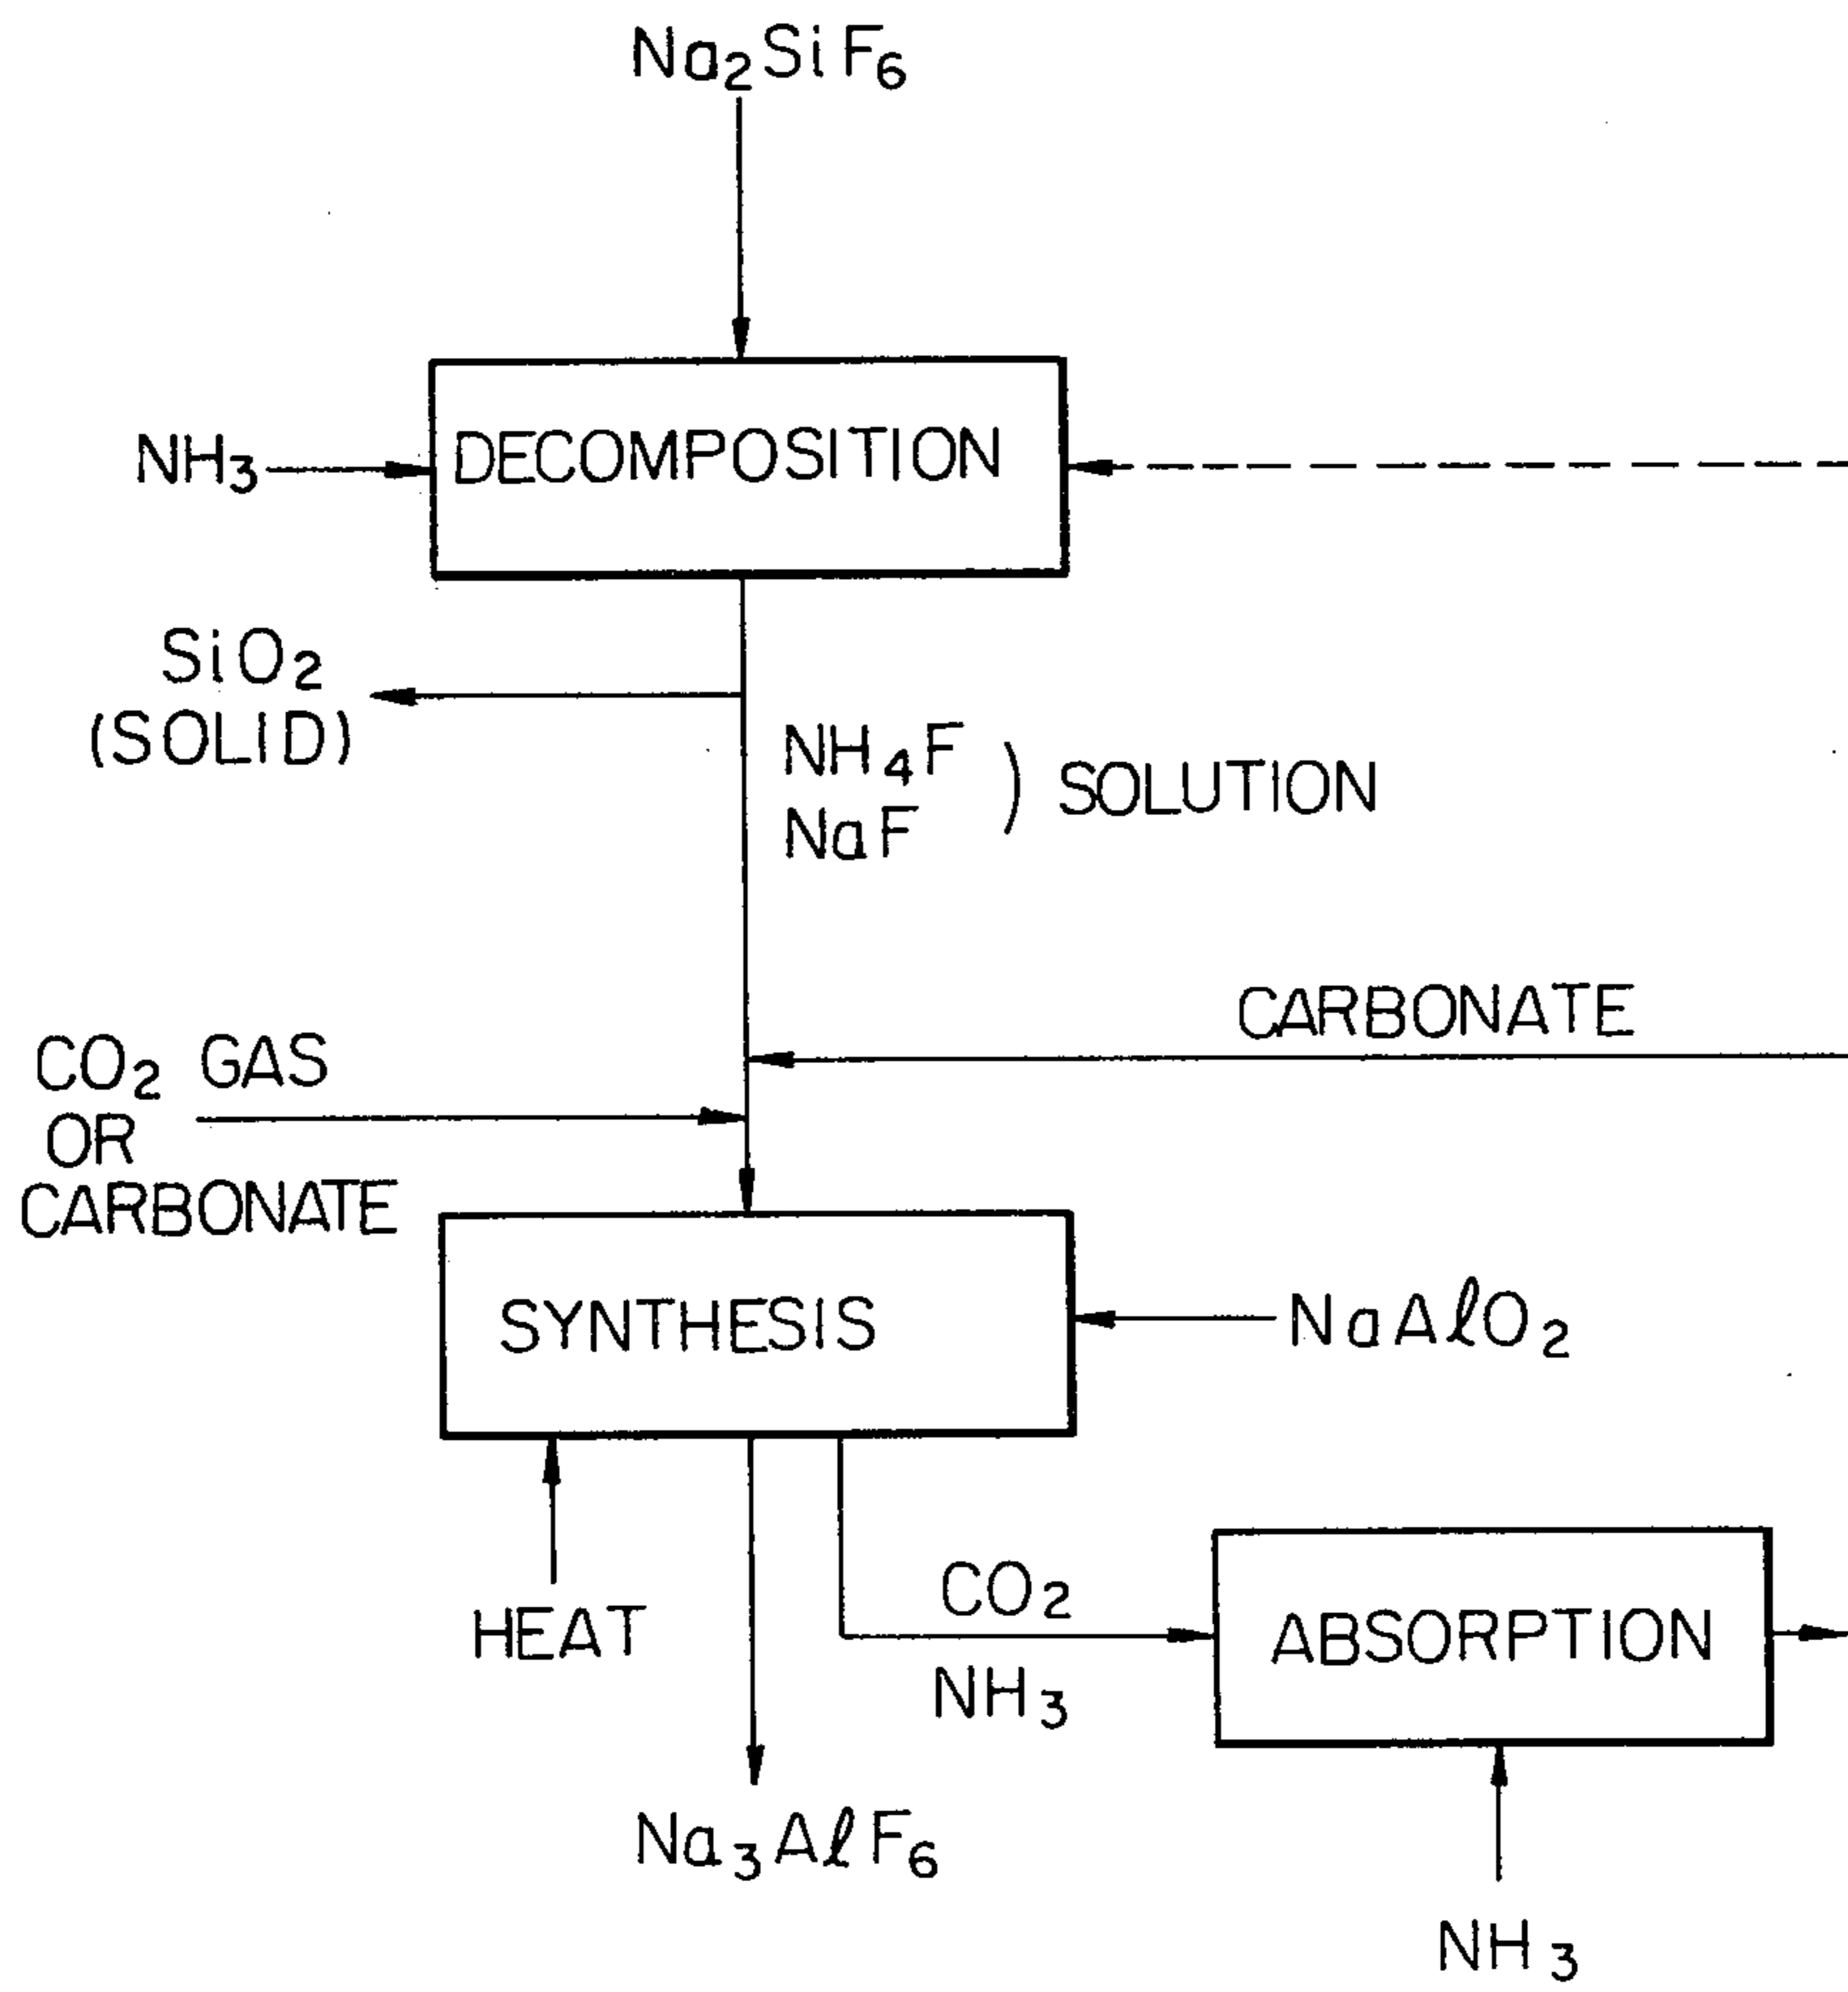 Na₂SiF₆
NH₃
DECOMPOSITION
SiO₂
(SOLID)
NH₄F
NaF
) SOLUTION
CARBONATE
CO₂ GAS
OR
CARBONATE
SYNTHESIS
NaAlO₂
HEAT
CO₂
NH₃
ABSORPTION
Na₃AlF₆
NH₃